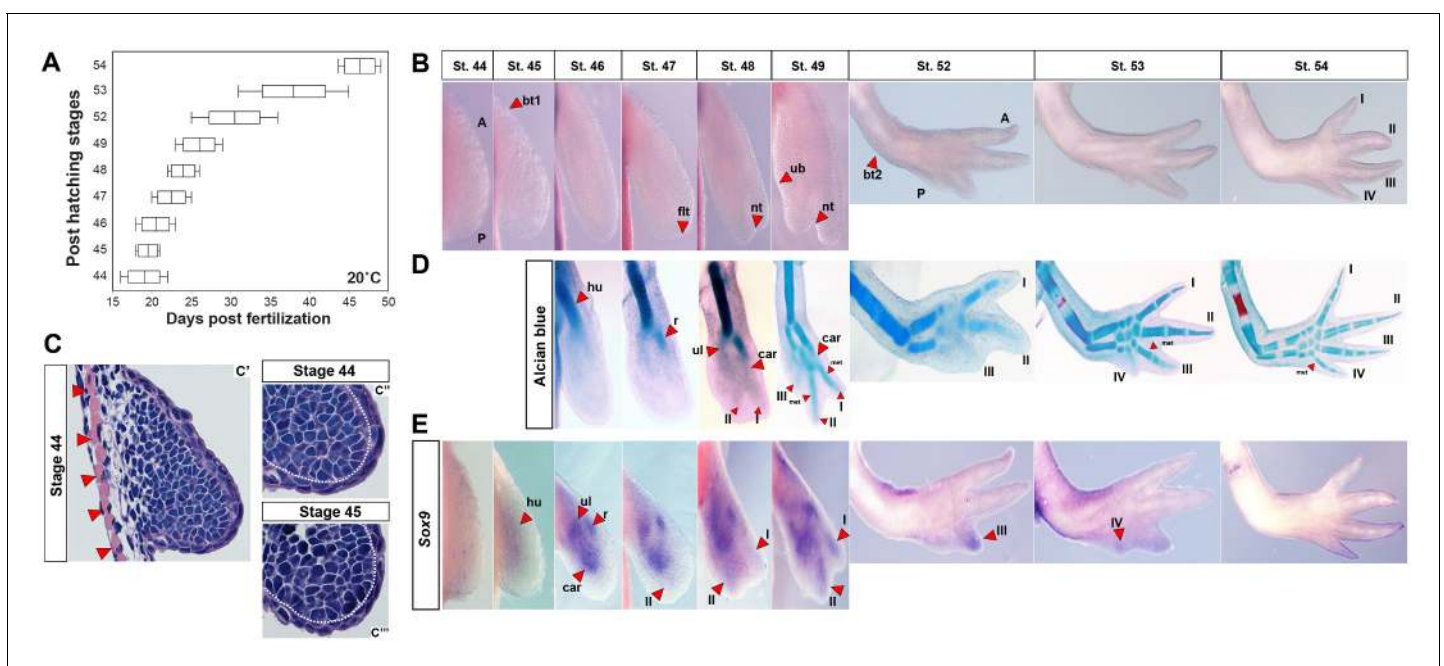 A
Post hatching stages
54
53
52
49
48
47
46
45
44
20˚C
15 20 25 30 35 40 45 50
Days post fertilization
B
St. 44 St. 45 St. 46 St. 47 St. 48 St. 49 St. 52 St. 53 St. 54
A
P
bt1
flt
nt
ub
nt
A
bt2
P
I
II
III
IV
C
Stage 44
C'
Stage 44
C''
Stage 45
C'''
D
Alcian blue
hu
r
ul
car
II
I
car
met
III
met
I
II
I
II
III
I
II
met
III
IV
I
II
III
met
IV
E
Sox9
hu
ul
r
car
II
I
II
I
II
III
IV